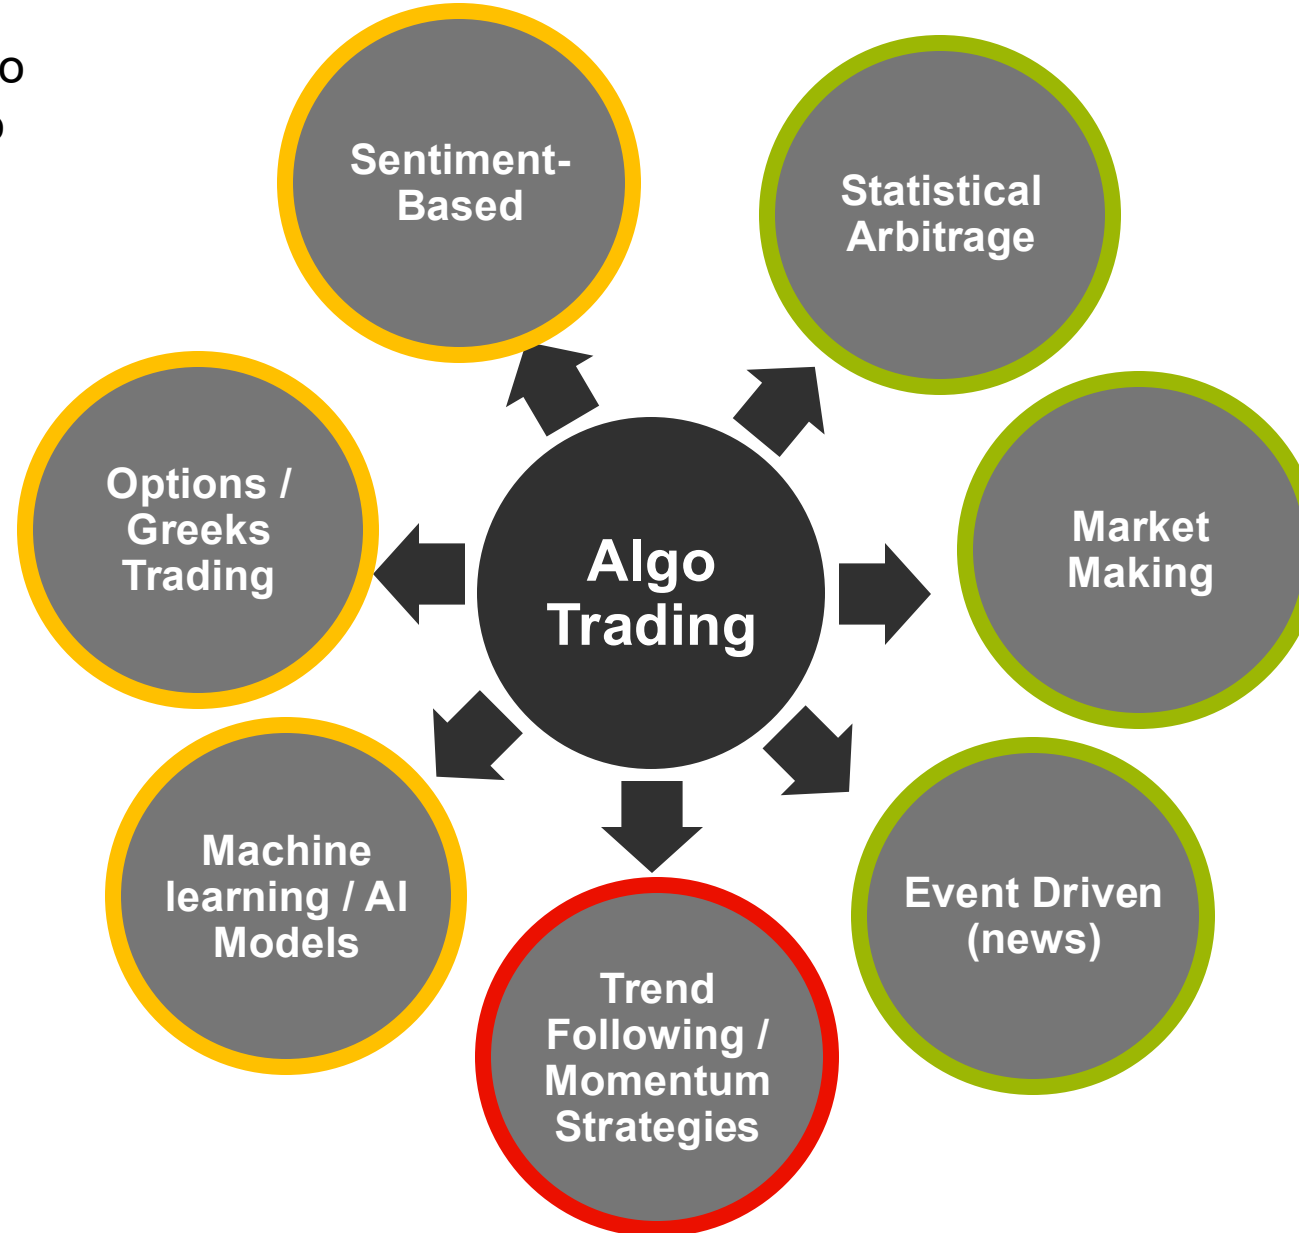 Sentiment-
Based
Statistical
Arbitrage
Options /
Greeks
Trading
Market
Making
Algo
Trading
Machine
learning / AI
Models
Event Driven
(news)
Trend
Following /
Momentum
Strategies